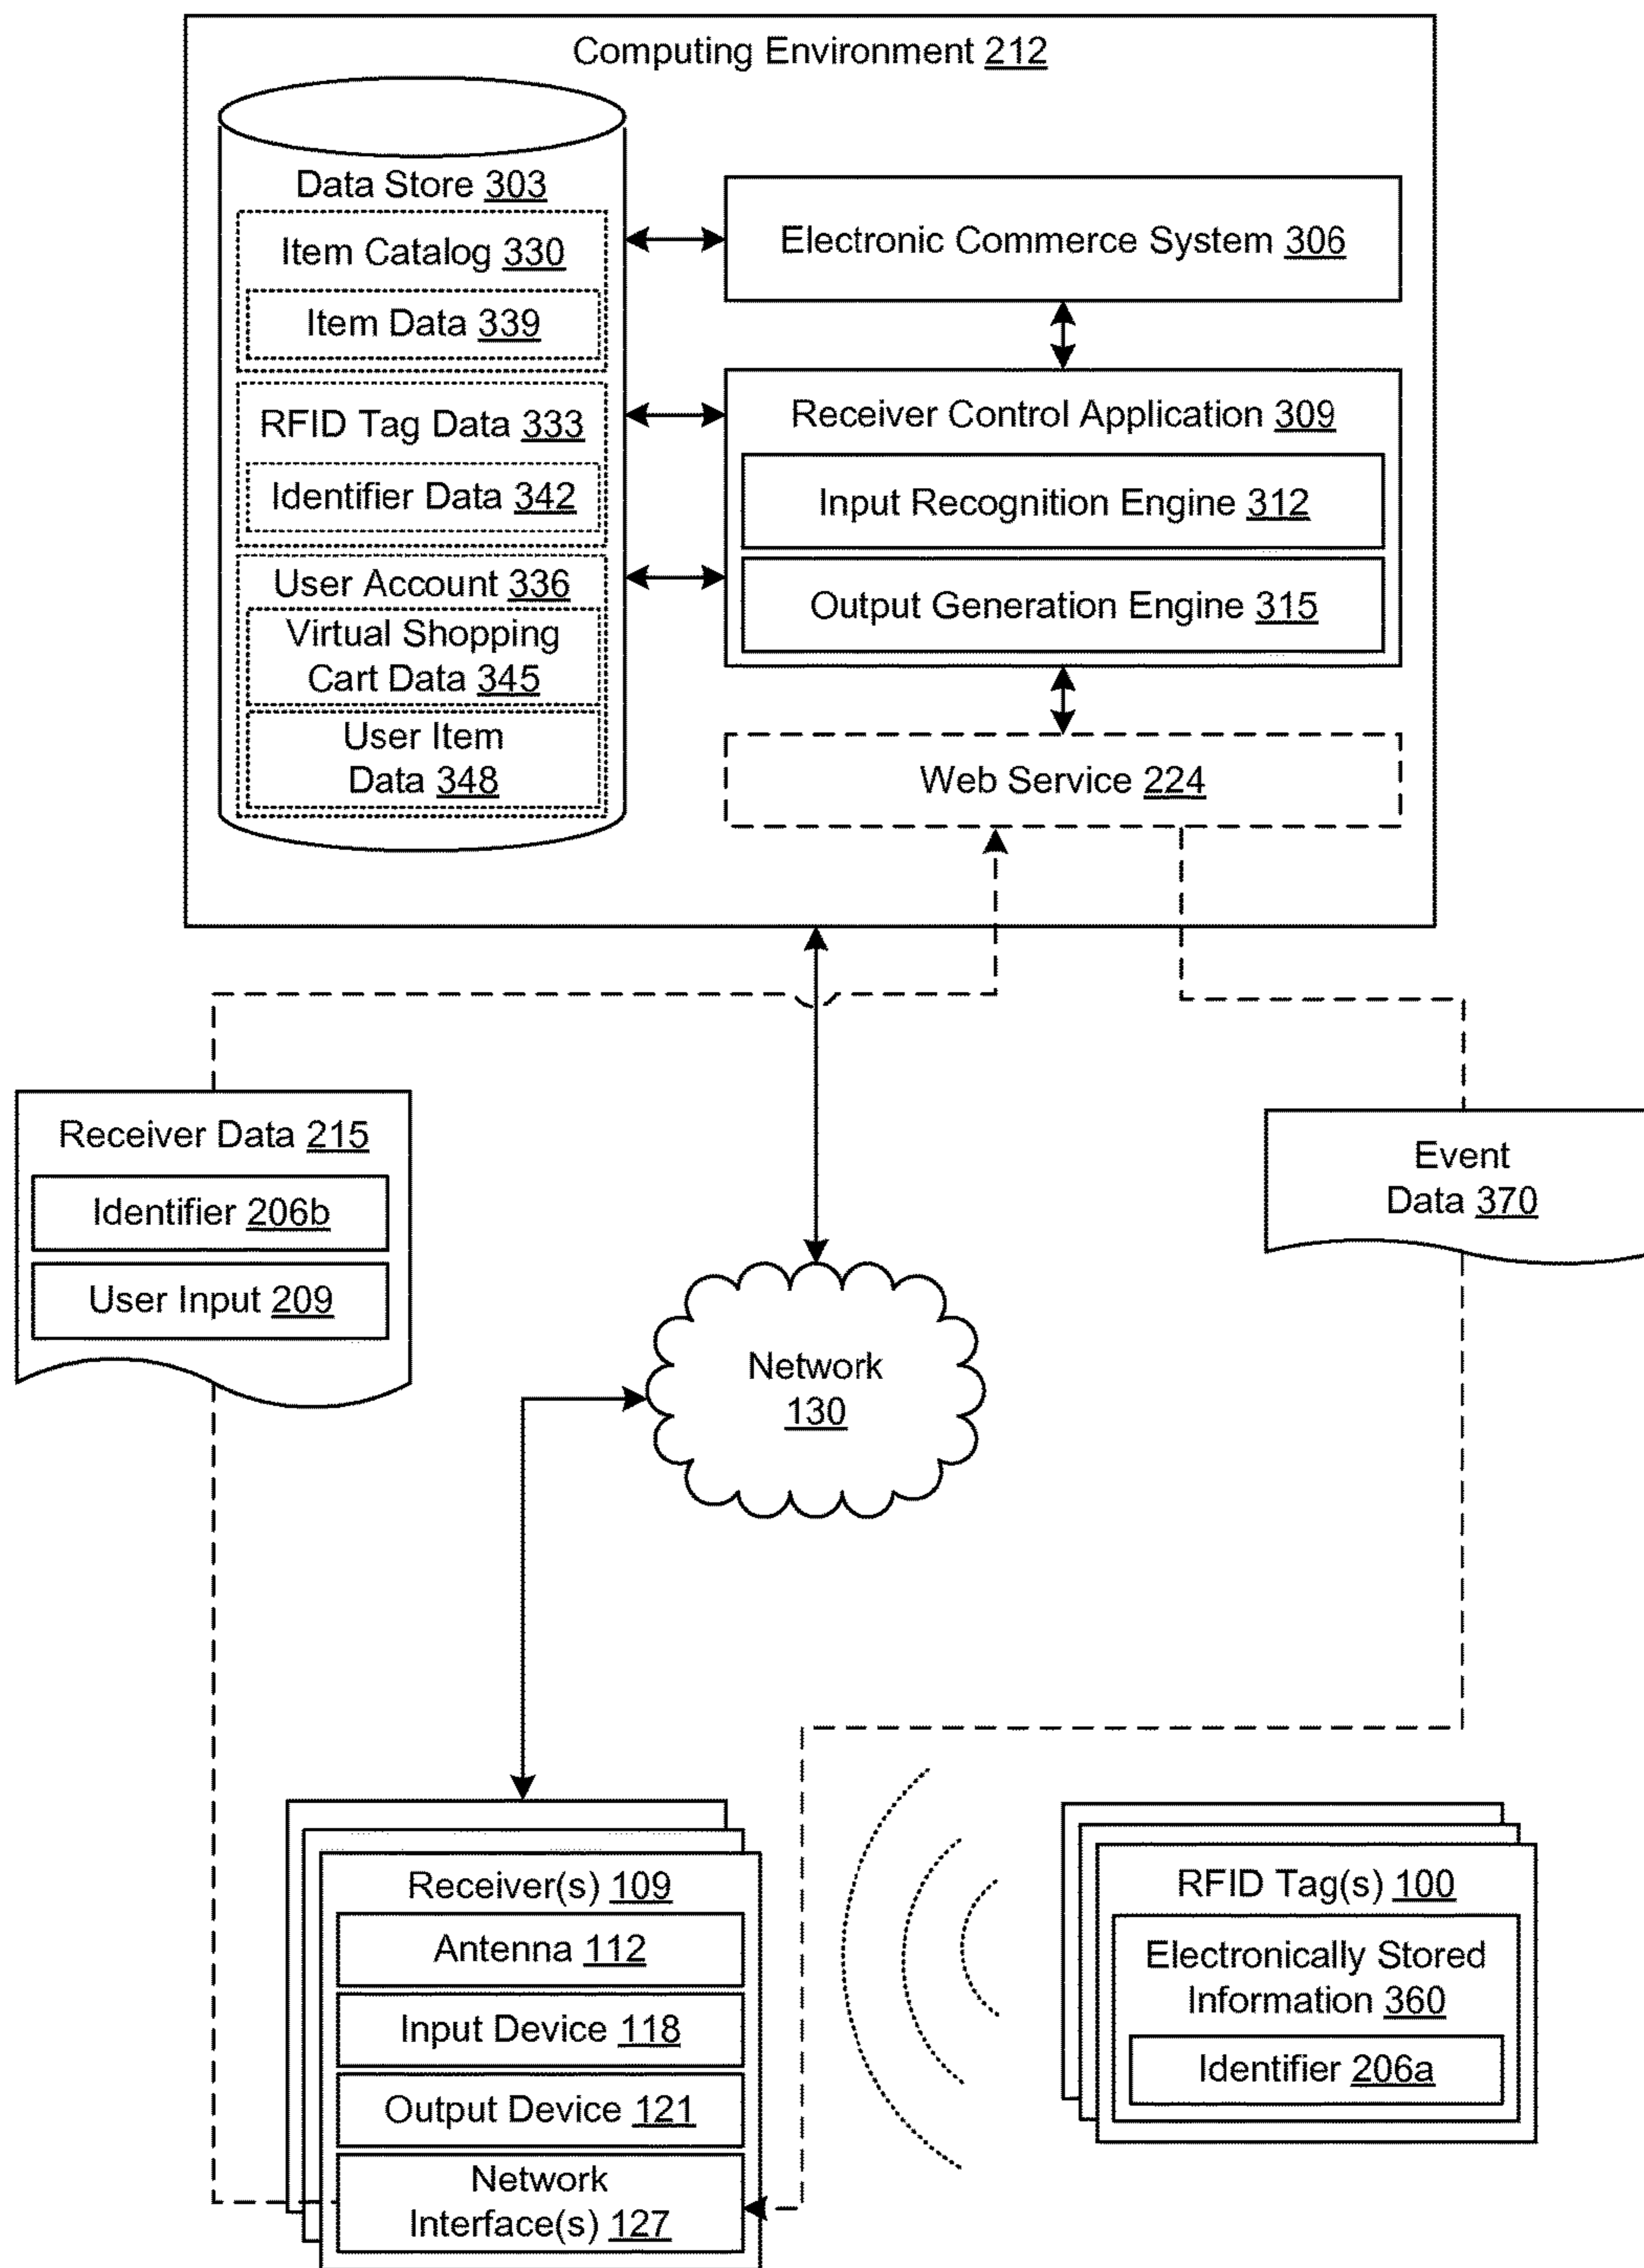 Computing Environment 212
Data Store 303
Item Catalog 330
Item Data 339
RFID Tag Data 333
Identifier Data 342
User Account 336
Virtual Shopping
Cart Data 345
User Item
Data 348
Electronic Commerce System 306
Receiver Control Application 309
Input Recognition Engine 312
Output Generation Engine 315
Web Service 224
Receiver Data 215
Identifier 206b
User Input 209
Event
Data 370
Network
130
Receiver(s) 109
Antenna 112
Input Device 118
Output Device 121
Network
Interface(s) 127
RFID Tag(s) 100
Electronically Stored
Information 360
Identifier 206a